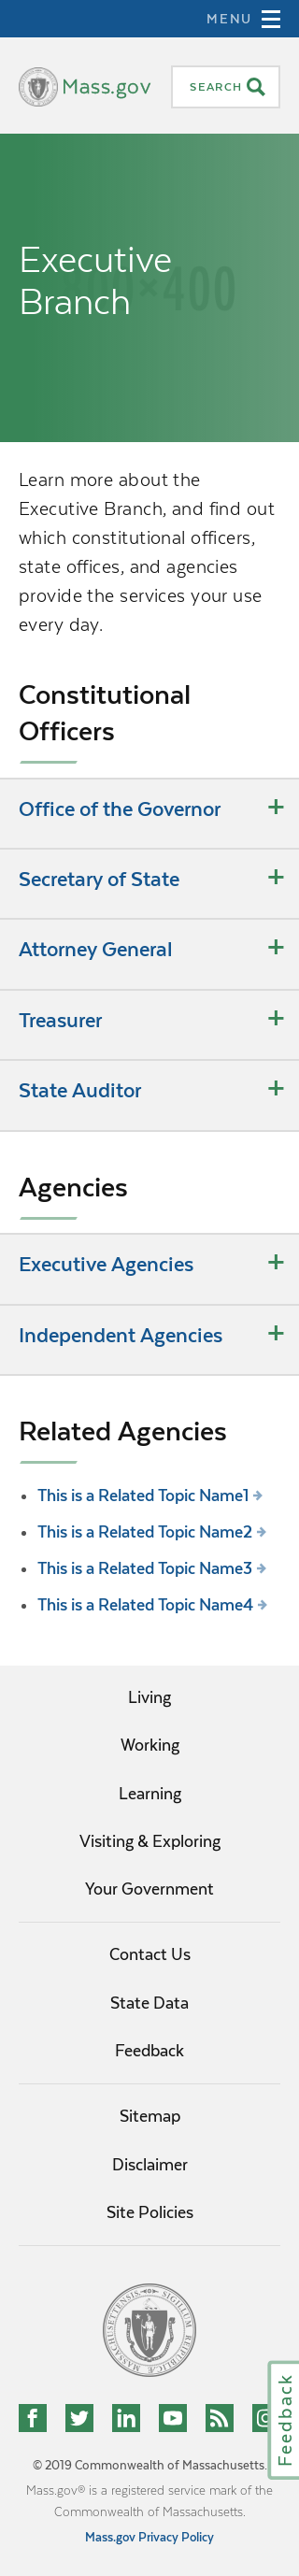 MENU
Mass.gov
SEARCH
Executive
Branch
Learn more about the
Executive Branch, and find out
which constitutional officers,
state offices, and agencies
provide the services your use
every day.
Constitutional
Officers
Office of the Governor
Secretary of State
Attorney General
Treasurer
State Auditor
Agencies
Executive Agencies
Independent Agencies
Related Agencies
This is a Related Topic Name1
This is a Related Topic Name2
This is a Related Topic Name3
This is a Related Topic Name4
Living
Working
Learning
Visiting & Exploring
Your Government
Contact Us
State Data
Feedback
Sitemap
Disclaimer
Site Policies
Feedback
© 2019 Commonwealth of Massachusetts.
Mass.gov® is a registered service mark of the
Commonwealth of Massachusetts.
Mass.gov Privacy Policy